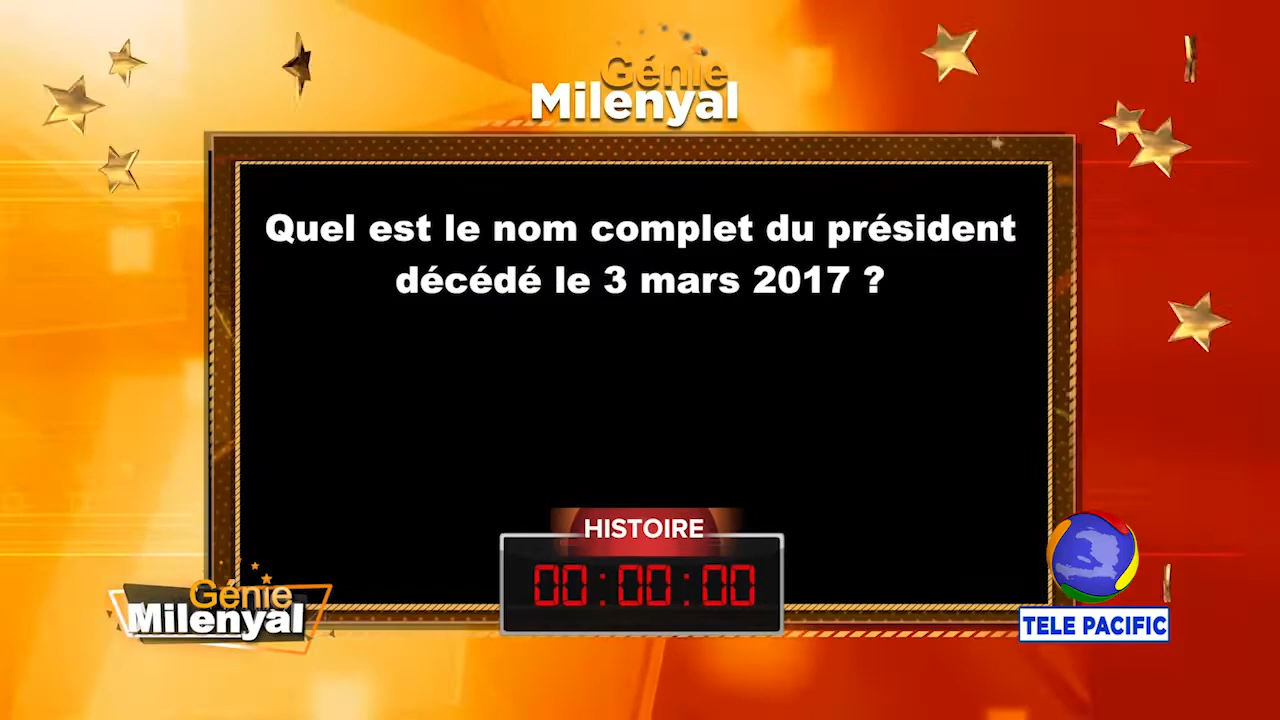 Génie
Milenyal
Quel est le nom complet du président
décédé le 3 mars 2017 ?
HISTOIRE
00:00:00
Génie
Milenyal
TELE PACIFIC